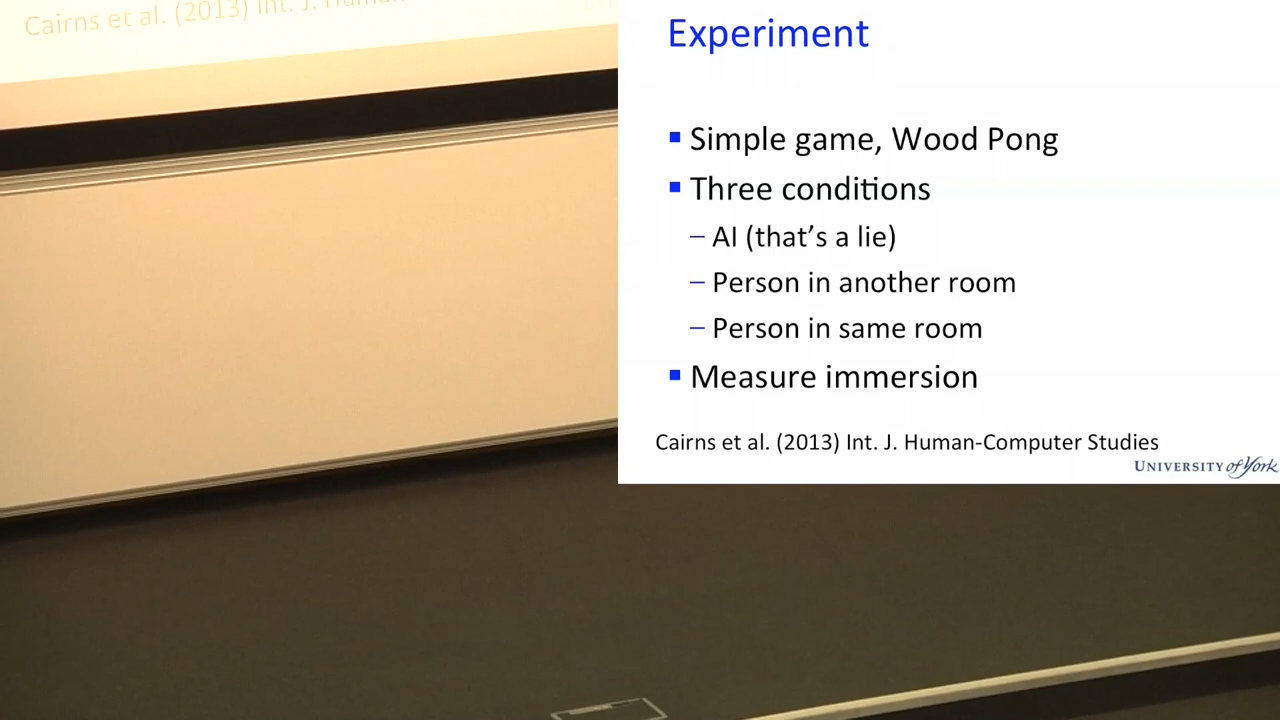 Cairns et al. (2013) Int. J. Human-
Experiment
▪ Simple game, Wood Pong
▪ Three conditions
– AI (that's a lie)
– Person in another room
– Person in same room
▪ Measure immersion
Cairns et al. (2013) Int. J. Human-Computer Studies
UNIVERSITY of York